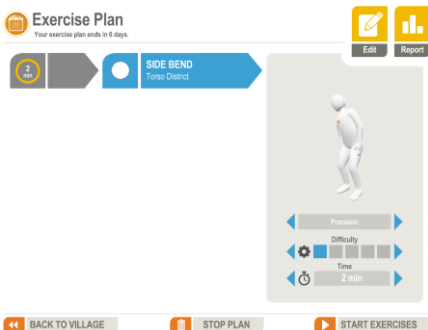 Exercise Plan
Your exercise plan ends in 6 days.
Edit
Report
2
min
SIDE BEND
Torso District
Precision
Difficulty
Time
2 min
BACK TO VILLAGE
STOP PLAN
START EXERCISES